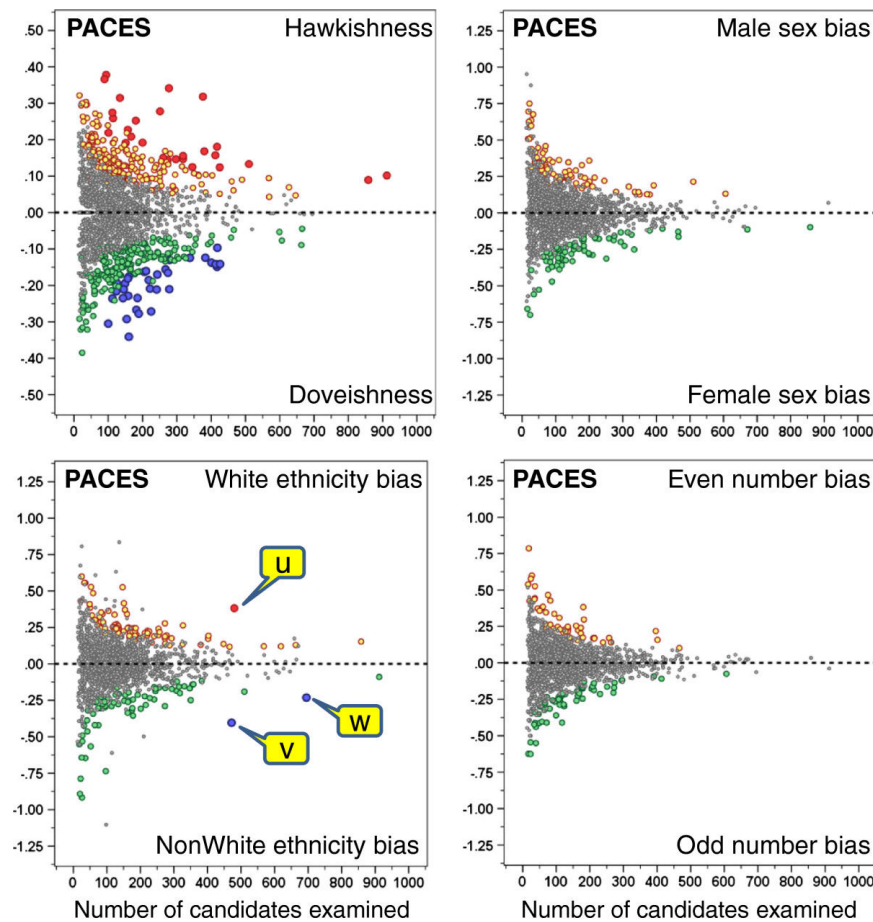 PACES Hawkishness
.50
.40
.30
.20
.10
.00
-.10
-.20
-.30
-.40
-.50
Doveishness
0 100 200 300 400 500 600 700 800 900 1000
PACES Male sex bias
1.25
1.00
.75
.50
.25
.00
-.25
-.50
-.75
-1.00
-1.25
Female sex bias
0 100 200 300 400 500 600 700 800 900 1000
PACES White ethnicity bias
1.25
1.00
.75
.50
.25
.00
-.25
-.50
-.75
-1.00
-1.25
u
w
v
NonWhite ethnicity bias
0 100 200 300 400 500 600 700 800 900 1000
Number of candidates examined
PACES Even number bias
1.25
1.00
.75
.50
.25
.00
-.25
-.50
-.75
-1.00
-1.25
Odd number bias
0 100 200 300 400 500 600 700 800 900 1000
Number of candidates examined